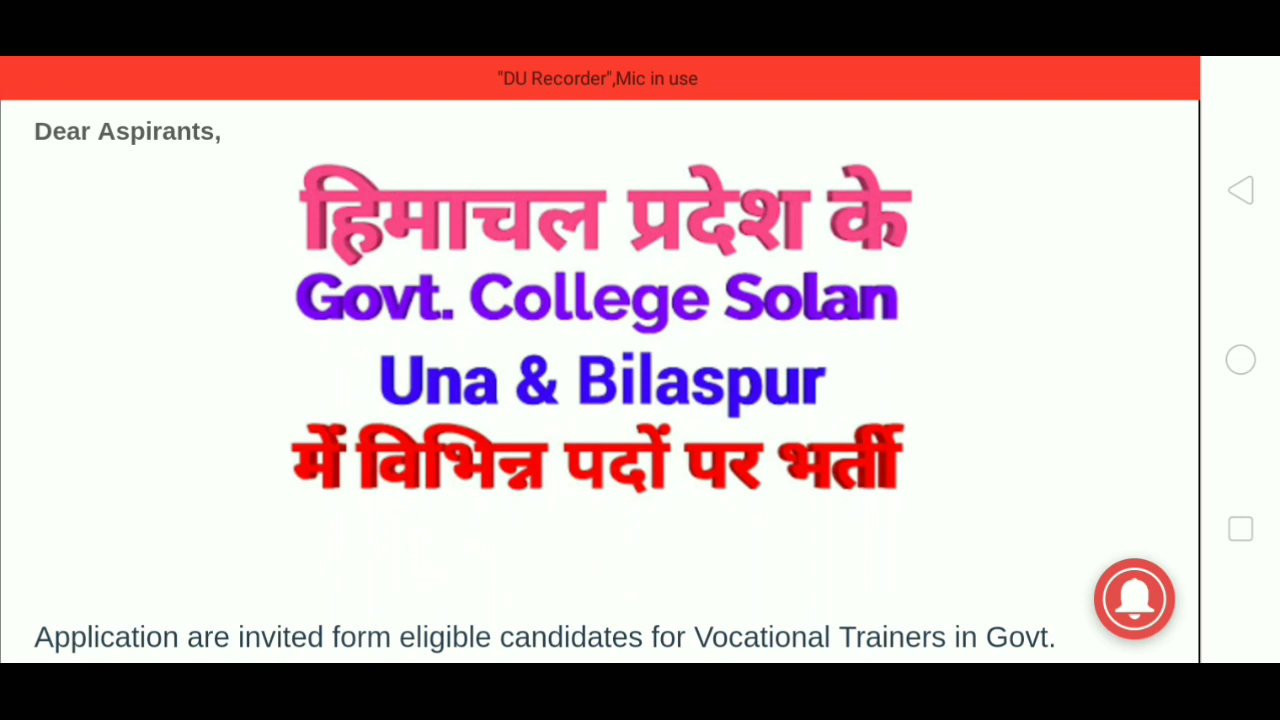 "DU Recorder",Mic in use
Dear Aspirants,
हिमाचल प्रदेश के
Govt. College Solan
Una & Bilaspur
में विभिन्न पदों पर भर्ती
Application are invited form eligible candidates for Vocational Trainers in Govt.